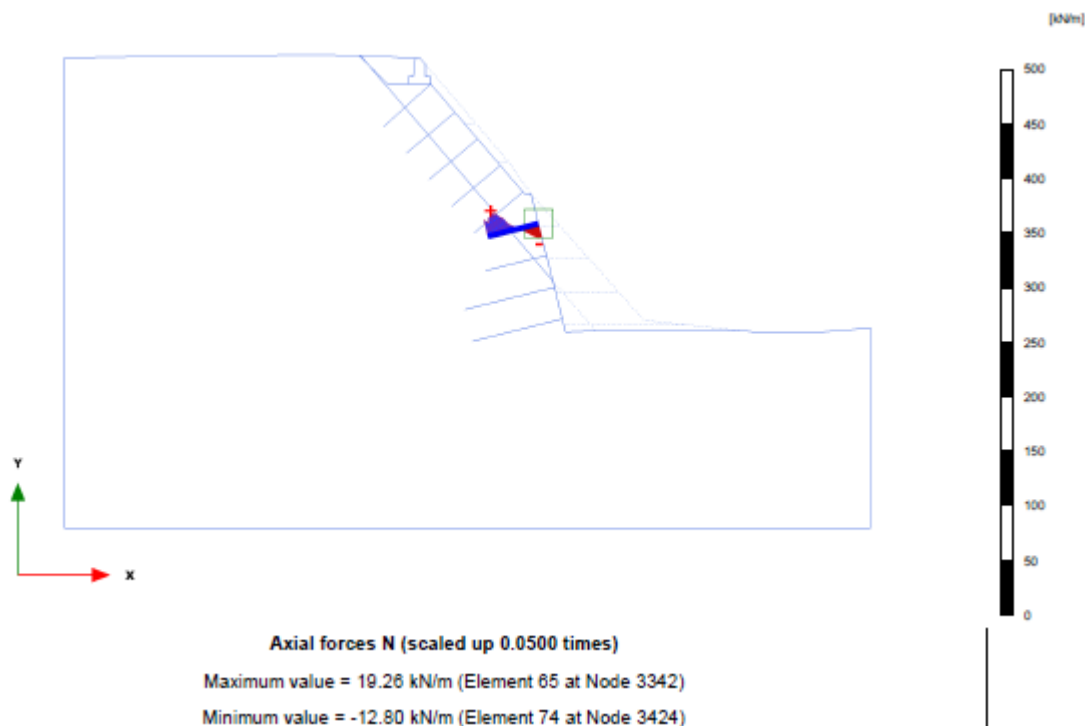 [kN/m]
500
450
400
350
300
250
200
150
100
50
0
+
-
Y
X
Axial forces N (scaled up 0.0500 times)
Maximum value = 19.26 kN/m (Element 65 at Node 3342)
Minimum value = -12.80 kN/m (Element 74 at Node 3424)